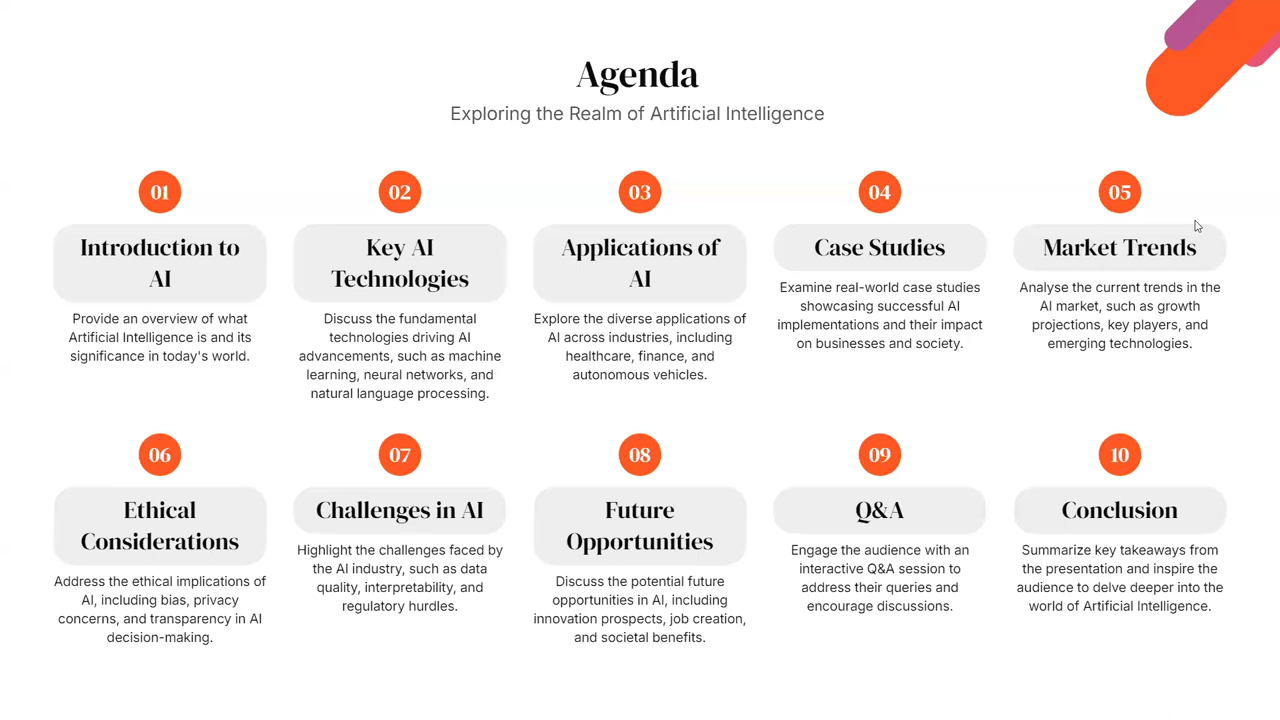 Agenda
Exploring the Realm of Artificial Intelligence
01
Introduction to
AI
Provide an overview of what
Artificial Intelligence is and its
significance in today's world.
02
Key AI
Technologies
Discuss the fundamental
technologies driving AI
advancements, such as machine
learning, neural networks, and
natural language processing.
03
Applications of
AI
Explore the diverse applications of
AI across industries, including
healthcare, finance, and
autonomous vehicles.
04
Case Studies
Examine real-world case studies
showcasing successful AI
implementations and their impact
on businesses and society.
05
Market Trends
Analyse the current trends in the
AI market, such as growth
projections, key players, and
emerging technologies.
06
Ethical
Considerations
Address the ethical implications of
AI, including bias, privacy
concerns, and transparency in AI
decision-making.
07
Challenges in AI
Highlight the challenges faced by
the AI industry, such as data
quality, interpretability, and
regulatory hurdles.
08
Future
Opportunities
Discuss the potential future
opportunities in AI, including
innovation prospects, job creation,
and societal benefits.
09
Q&A
Engage the audience with an
interactive Q&A session to
address their queries and
encourage discussions.
10
Conclusion
Summarize key takeaways from
the presentation and inspire the
audience to delve deeper into the
world of Artificial Intelligence.